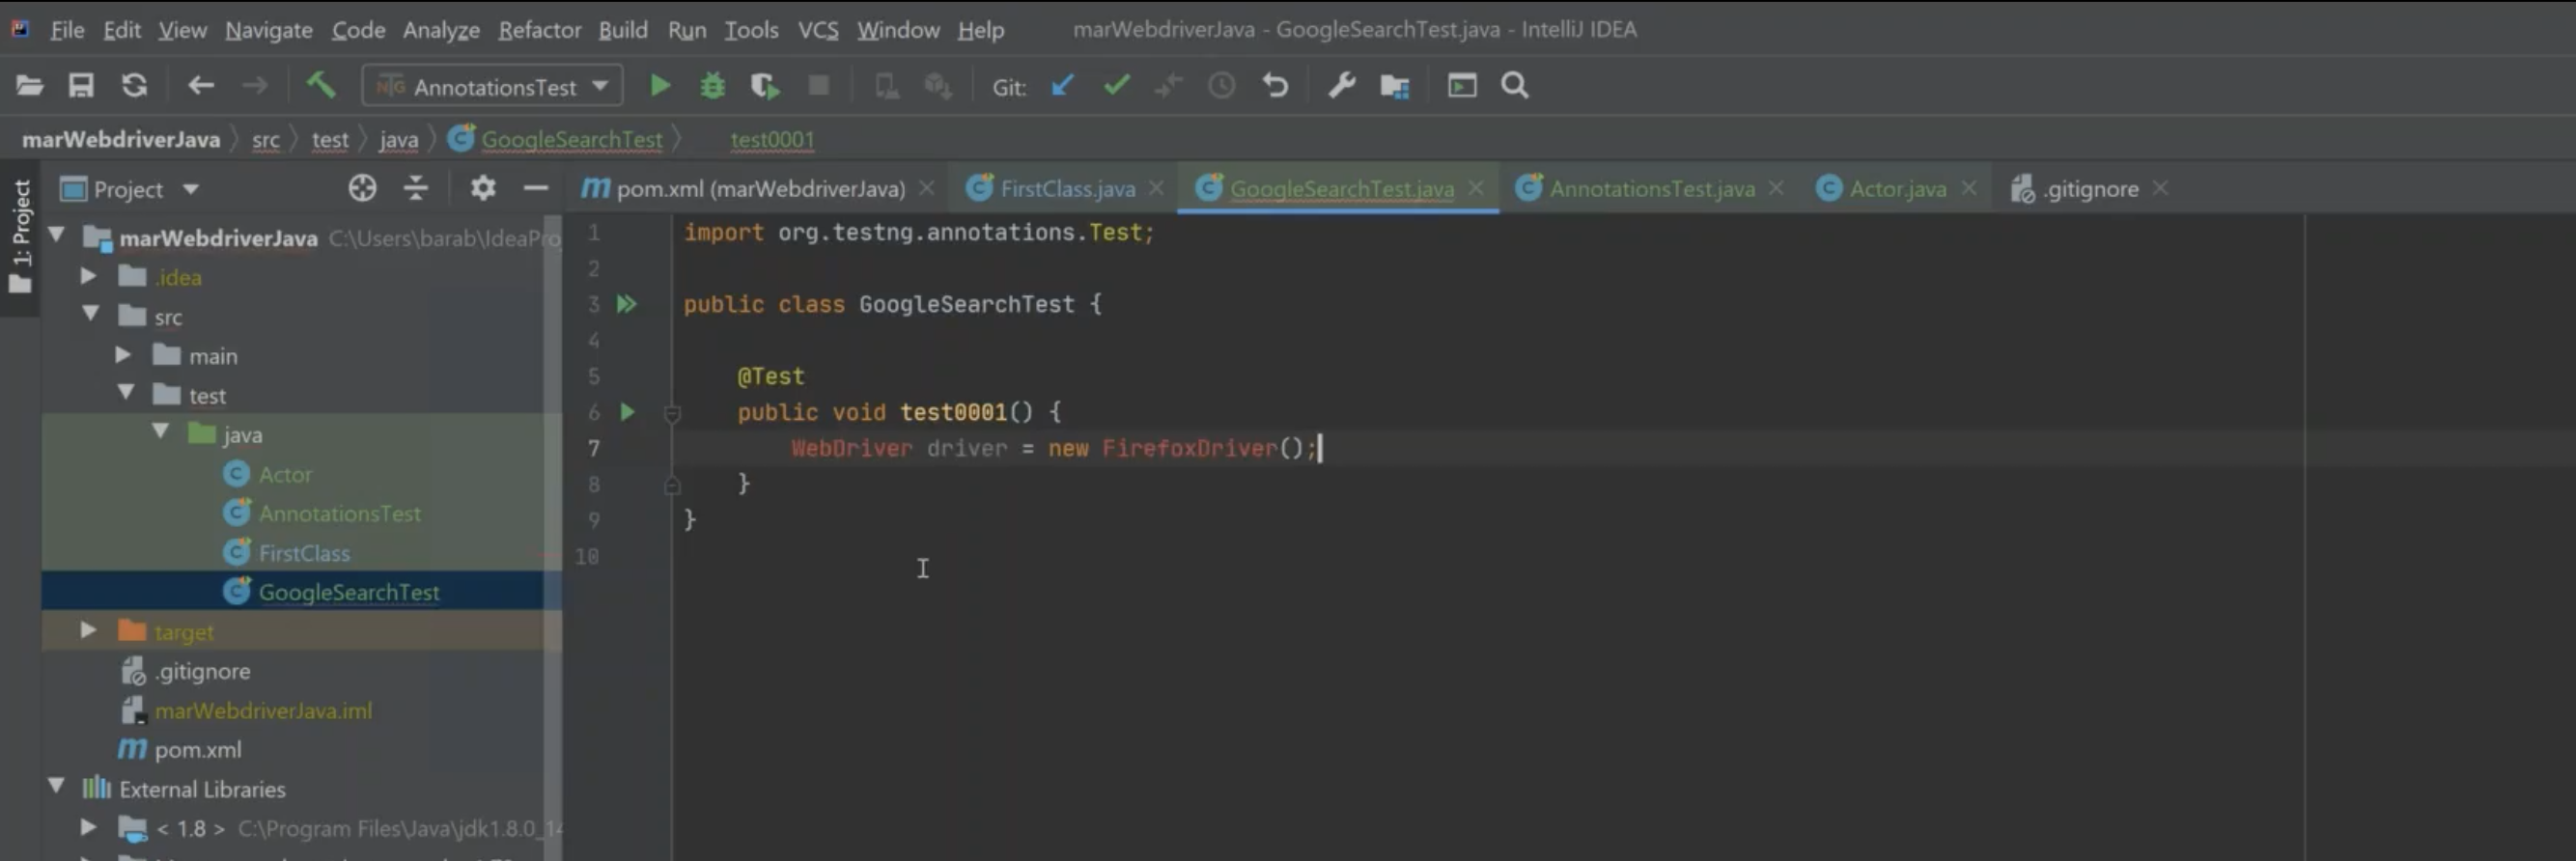 File Edit View Navigate Code Analyze Refactor Build Run Tools VCS Window Help marWebdriverJava - GoogleSearchTest.java - IntelliJ IDEA
AnnotationsTest Git:
marWebdriverJava src test java GoogleSearchTest test0001
1: Project
Project
pom.xml (marWebdriverJava) FirstClass.java GoogleSearchTest.java AnnotationsTest.java Actor.java .gitignore
marWebdriverJava C:\Users\barab\IdeaPro
.idea
src
main
test
java
Actor
AnnotationsTest
FirstClass
GoogleSearchTest
target
.gitignore
marWebdriverJava.iml
pom.xml
External Libraries
< 1.8 > C:\Program Files\Java\jdk1.8.0_14
1 import org.testng.annotations.Test;
2
3 public class GoogleSearchTest {
4
5 @Test
6 public void test0001() {
7 WebDriver driver = new FirefoxDriver();
8 }
9 }
10